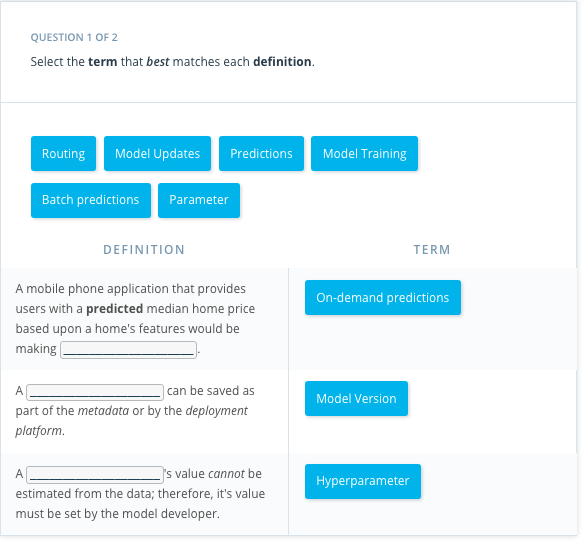 QUESTION 1 OF 2
Select the term that best matches each definition.
Routing Model Updates Predictions Model Training
Batch predictions Parameter
DEFINITION TERM
A mobile phone application that provides
users with a predicted median home price
based upon a home's features would be
making ____________________.
On-demand predictions
A ____________________ can be saved as
part of the metadata or by the deployment
platform.
Model Version
A ____________________'s value cannot be
estimated from the data; therefore, it's value
must be set by the model developer.
Hyperparameter